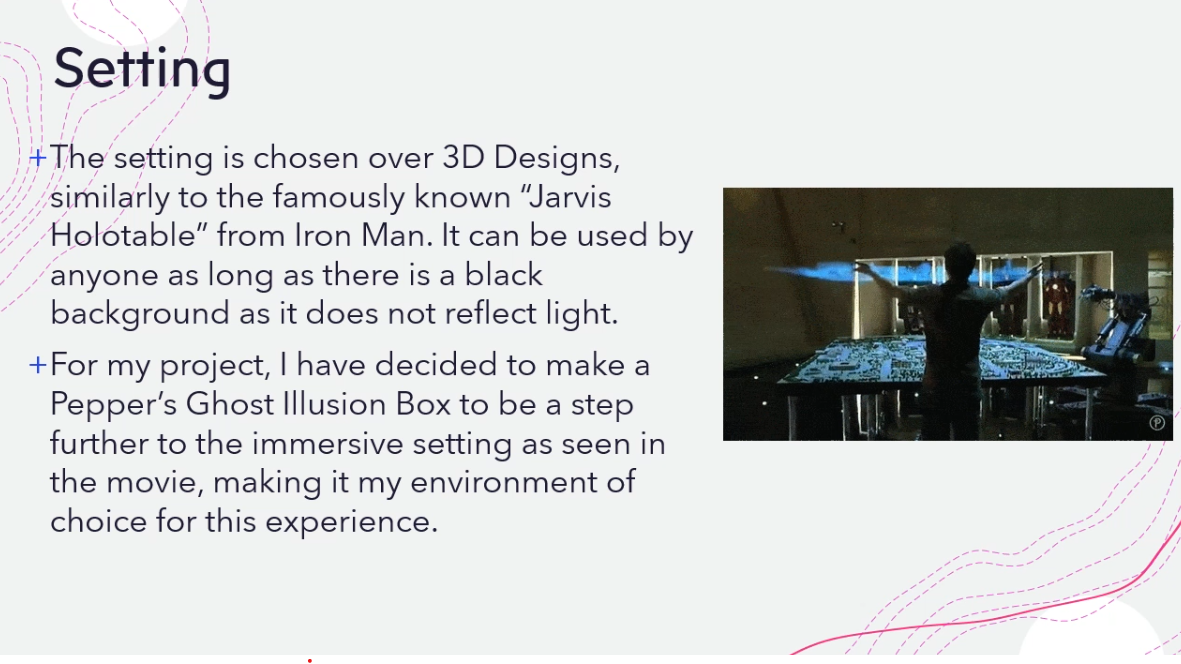 Setting
+The setting is chosen over 3D Designs,
similarly to the famously known “Jarvis
Holotable” from Iron Man. It can be used by
anyone as long as there is a black
background as it does not reflect light.
+For my project, I have decided to make a
Pepper’s Ghost Illusion Box to be a step
further to the immersive setting as seen in
the movie, making it my environment of
choice for this experience.